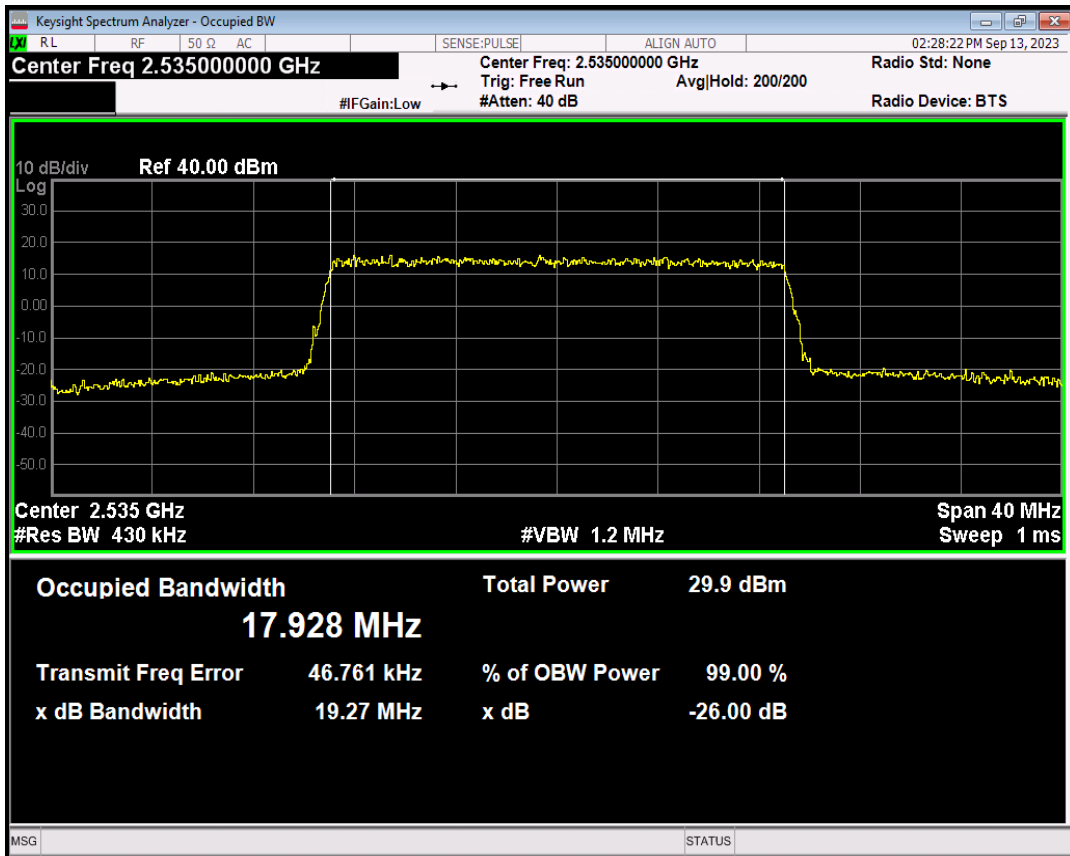 Keysight Spectrum Analyzer - Occupied BW
LXI RL RF 50 Ω AC SENSE:PULSE ALIGN AUTO 02:28:22 PM Sep 13, 2023
Center Freq 2.535000000 GHz Center Freq: 2.535000000 GHz Radio Std: None
Trig: Free Run Avg|Hold: 200/200
#IFGain:Low #Atten: 40 dB Radio Device: BTS
10 dB/div Ref 40.00 dBm
Log
30.0
20.0
10.0
0.00
-10.0
-20.0
-30.0
-40.0
-50.0
Center 2.535 GHz Span 40 MHz
#Res BW 430 kHz #VBW 1.2 MHz Sweep 1 ms
Occupied Bandwidth Total Power 29.9 dBm
17.928 MHz
Transmit Freq Error 46.761 kHz % of OBW Power 99.00 %
x dB Bandwidth 19.27 MHz x dB -26.00 dB
MSG STATUS